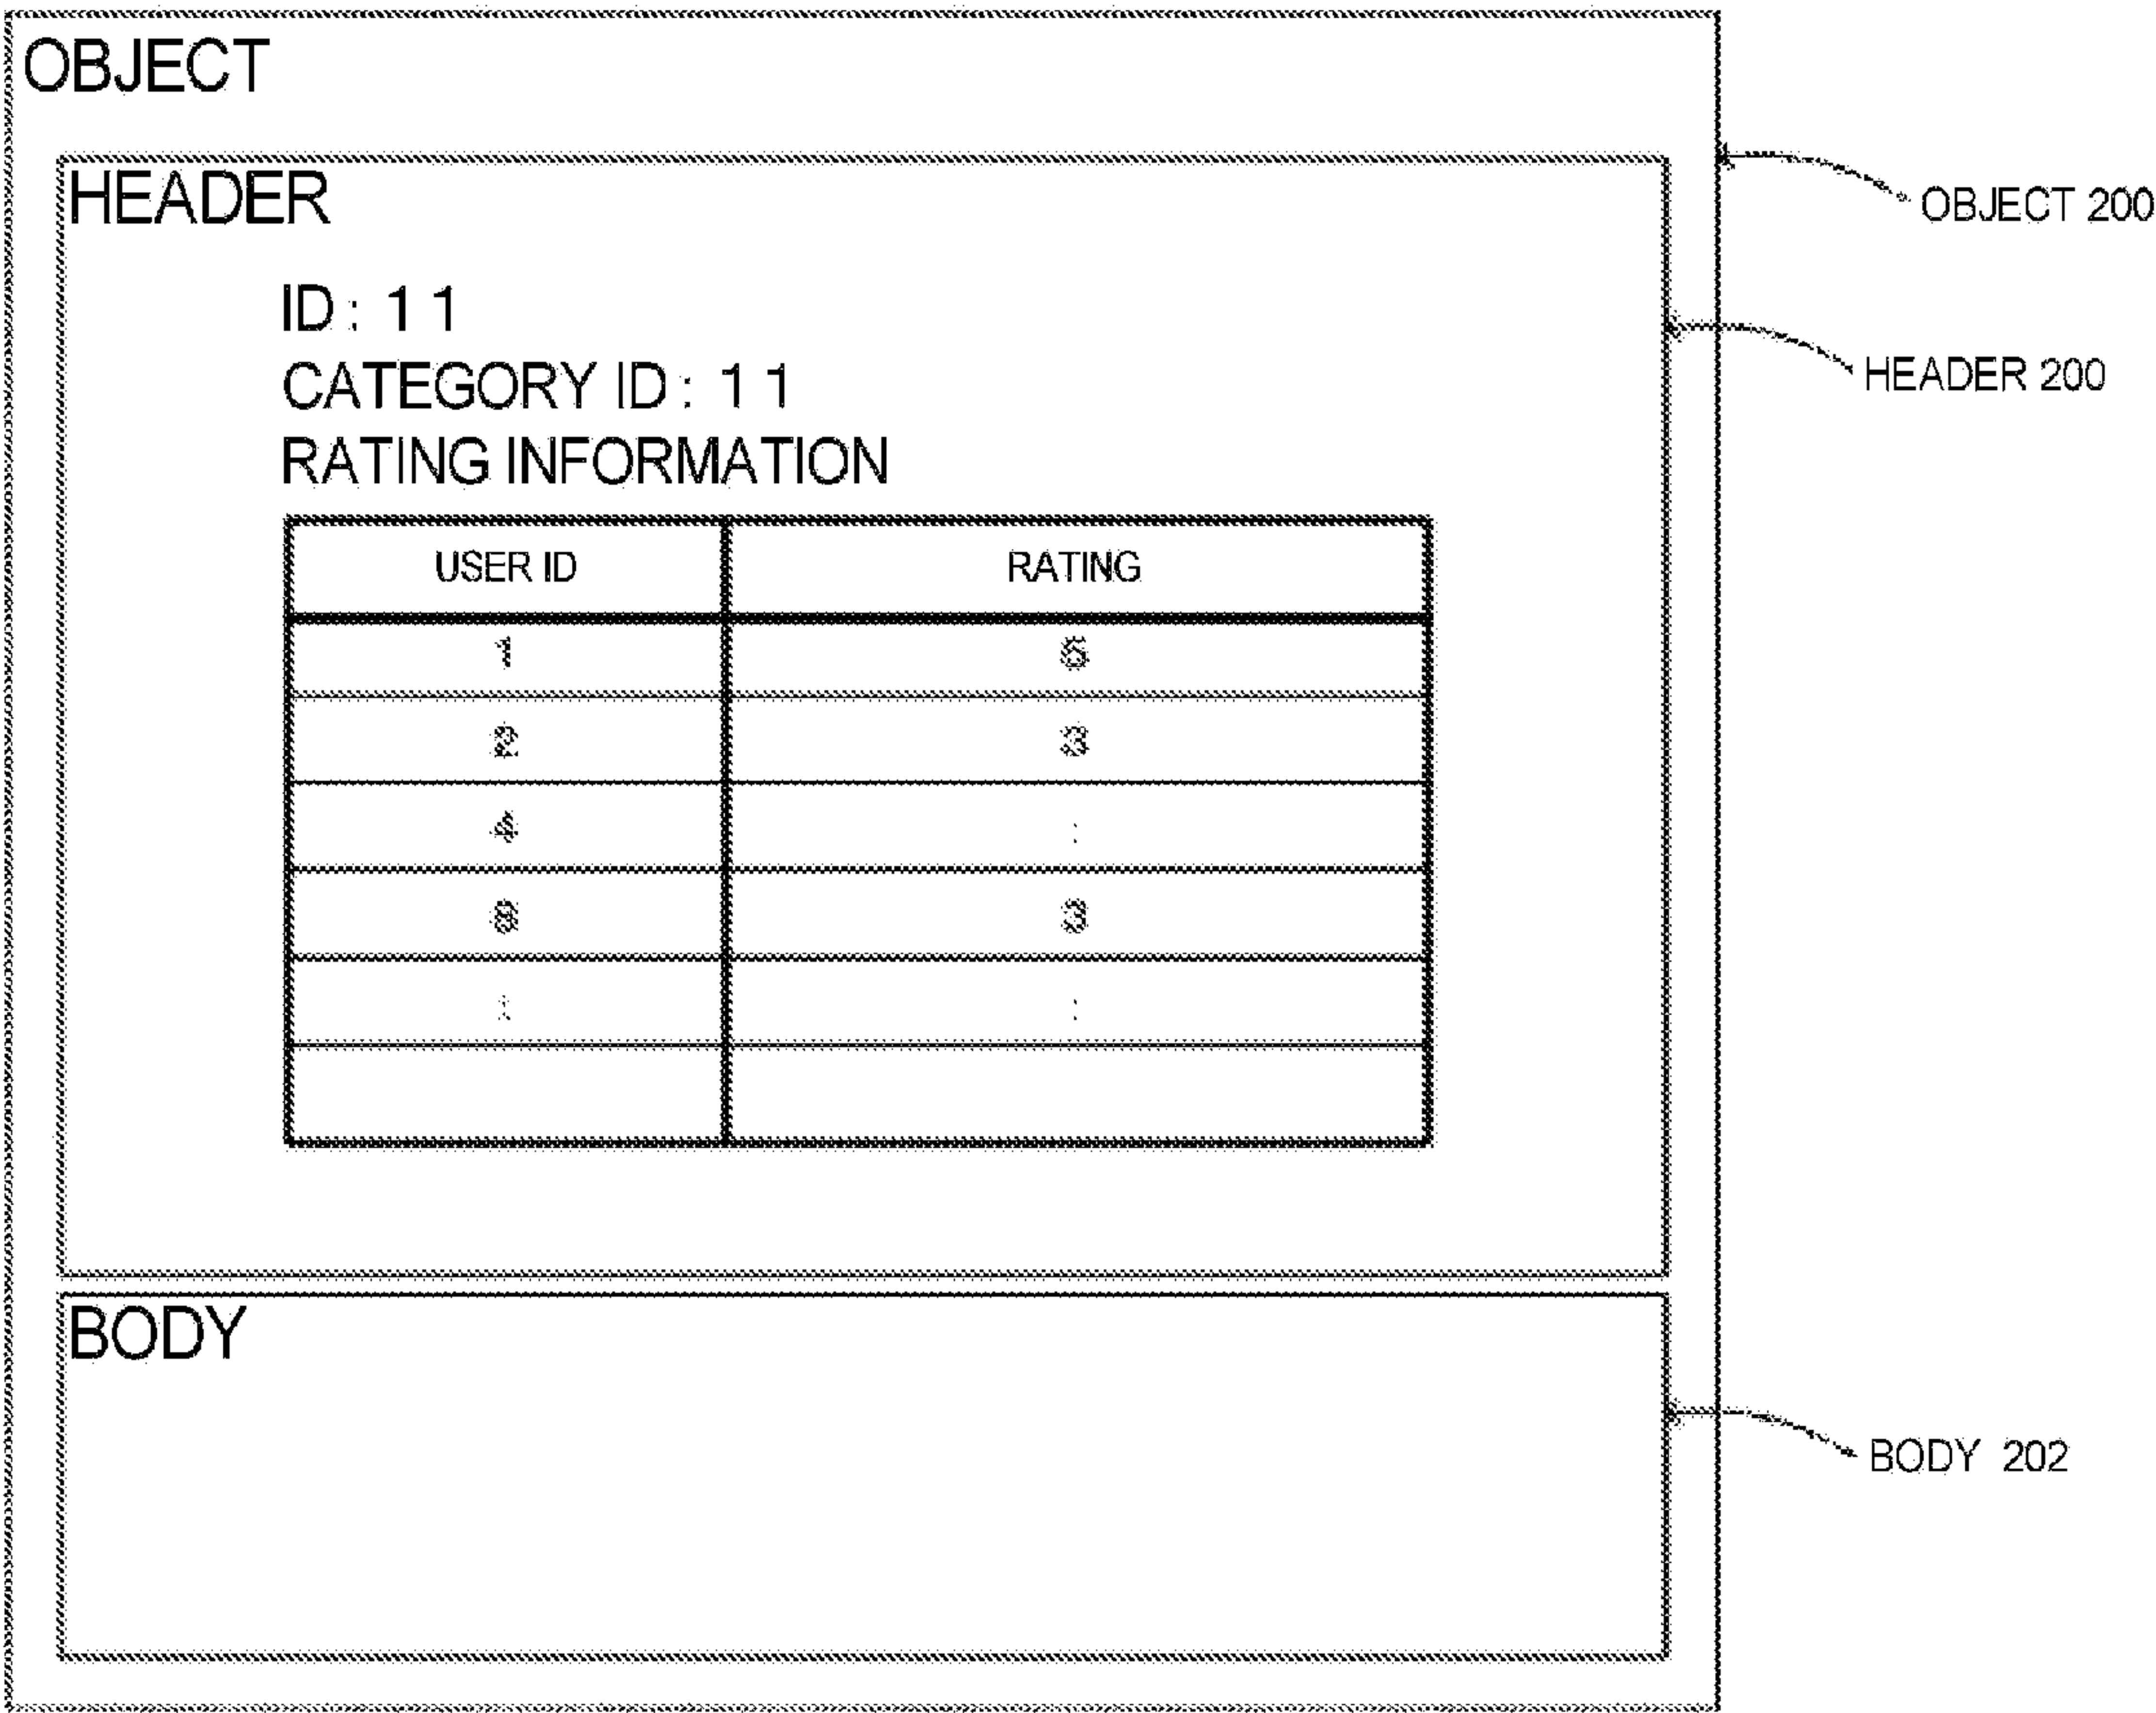 OBJECT
OBJECT 200
HEADER
HEADER 200
ID : 1 1
CATEGORY ID : 1 1
RATING INFORMATION
USER ID RATING
1 5
2 3
4 :
8 3
: :
BODY
BODY 202